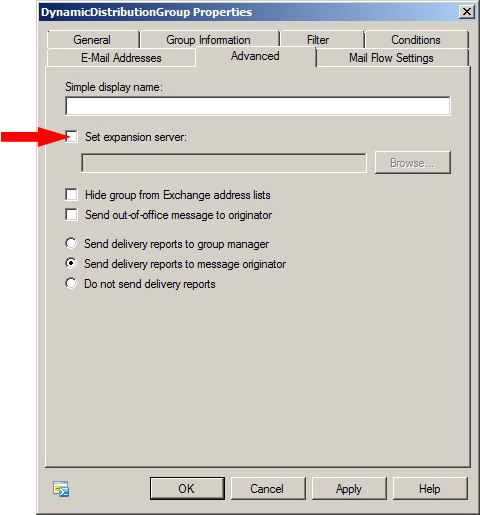 DynamicDistributionGroup Properties
General Group Information Filter Conditions
E-Mail Addresses Advanced Mail Flow Settings
Simple display name:
Set expansion server:
Browse...
Hide group from Exchange address lists
Send out-of-office message to originator
Send delivery reports to group manager
Send delivery reports to message originator
Do not send delivery reports
OK Cancel Apply Help